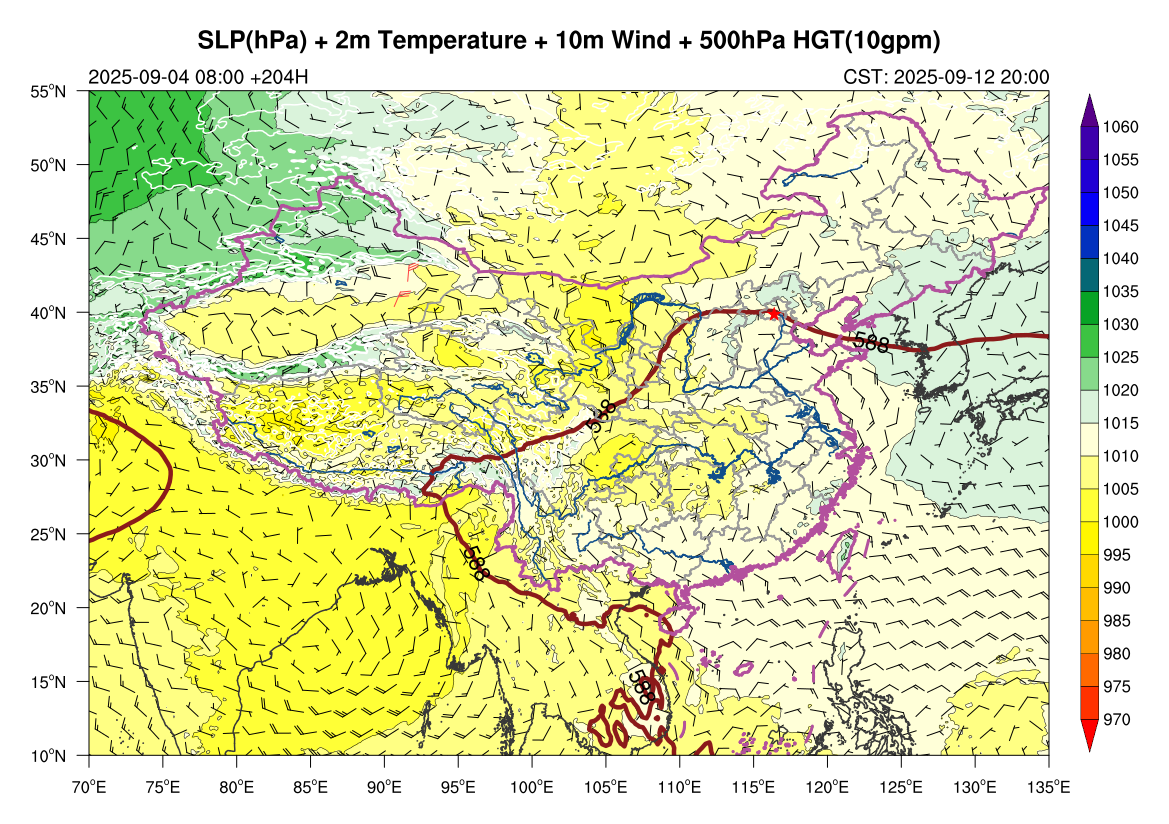 SLP(hPa) + 2m Temperature + 10m Wind + 500hPa HGT(10gpm)
2025-09-04 08:00 +204H
CST: 2025-09-12 20:00
55°N
50°N
45°N
40°N
35°N
30°N
25°N
20°N
15°N
10°N
588
588
588
588
1060
1055
1050
1045
1040
1035
1030
1025
1020
1015
1010
1005
1000
995
990
985
980
975
970
70°E 75°E 80°E 85°E 90°E 95°E 100°E 105°E 110°E 115°E 120°E 125°E 130°E 135°E